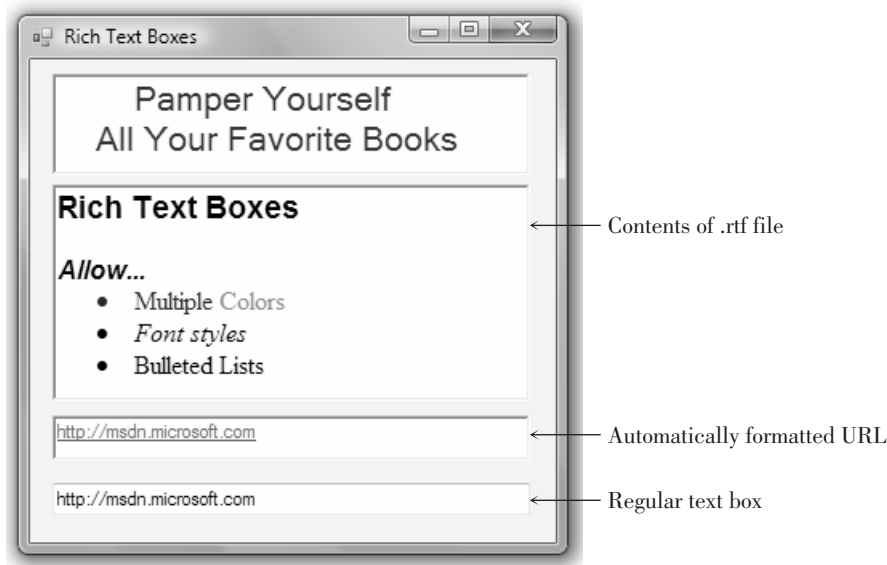 Rich Text Boxes
Pamper Yourself
All Your Favorite Books
Rich Text Boxes
Contents of .rtf file
Allow...
• Multiple Colors
• Font styles
• Bulleted Lists
http://msdn.microsoft.com
Automatically formatted URL
http://msdn.microsoft.com
Regular text box